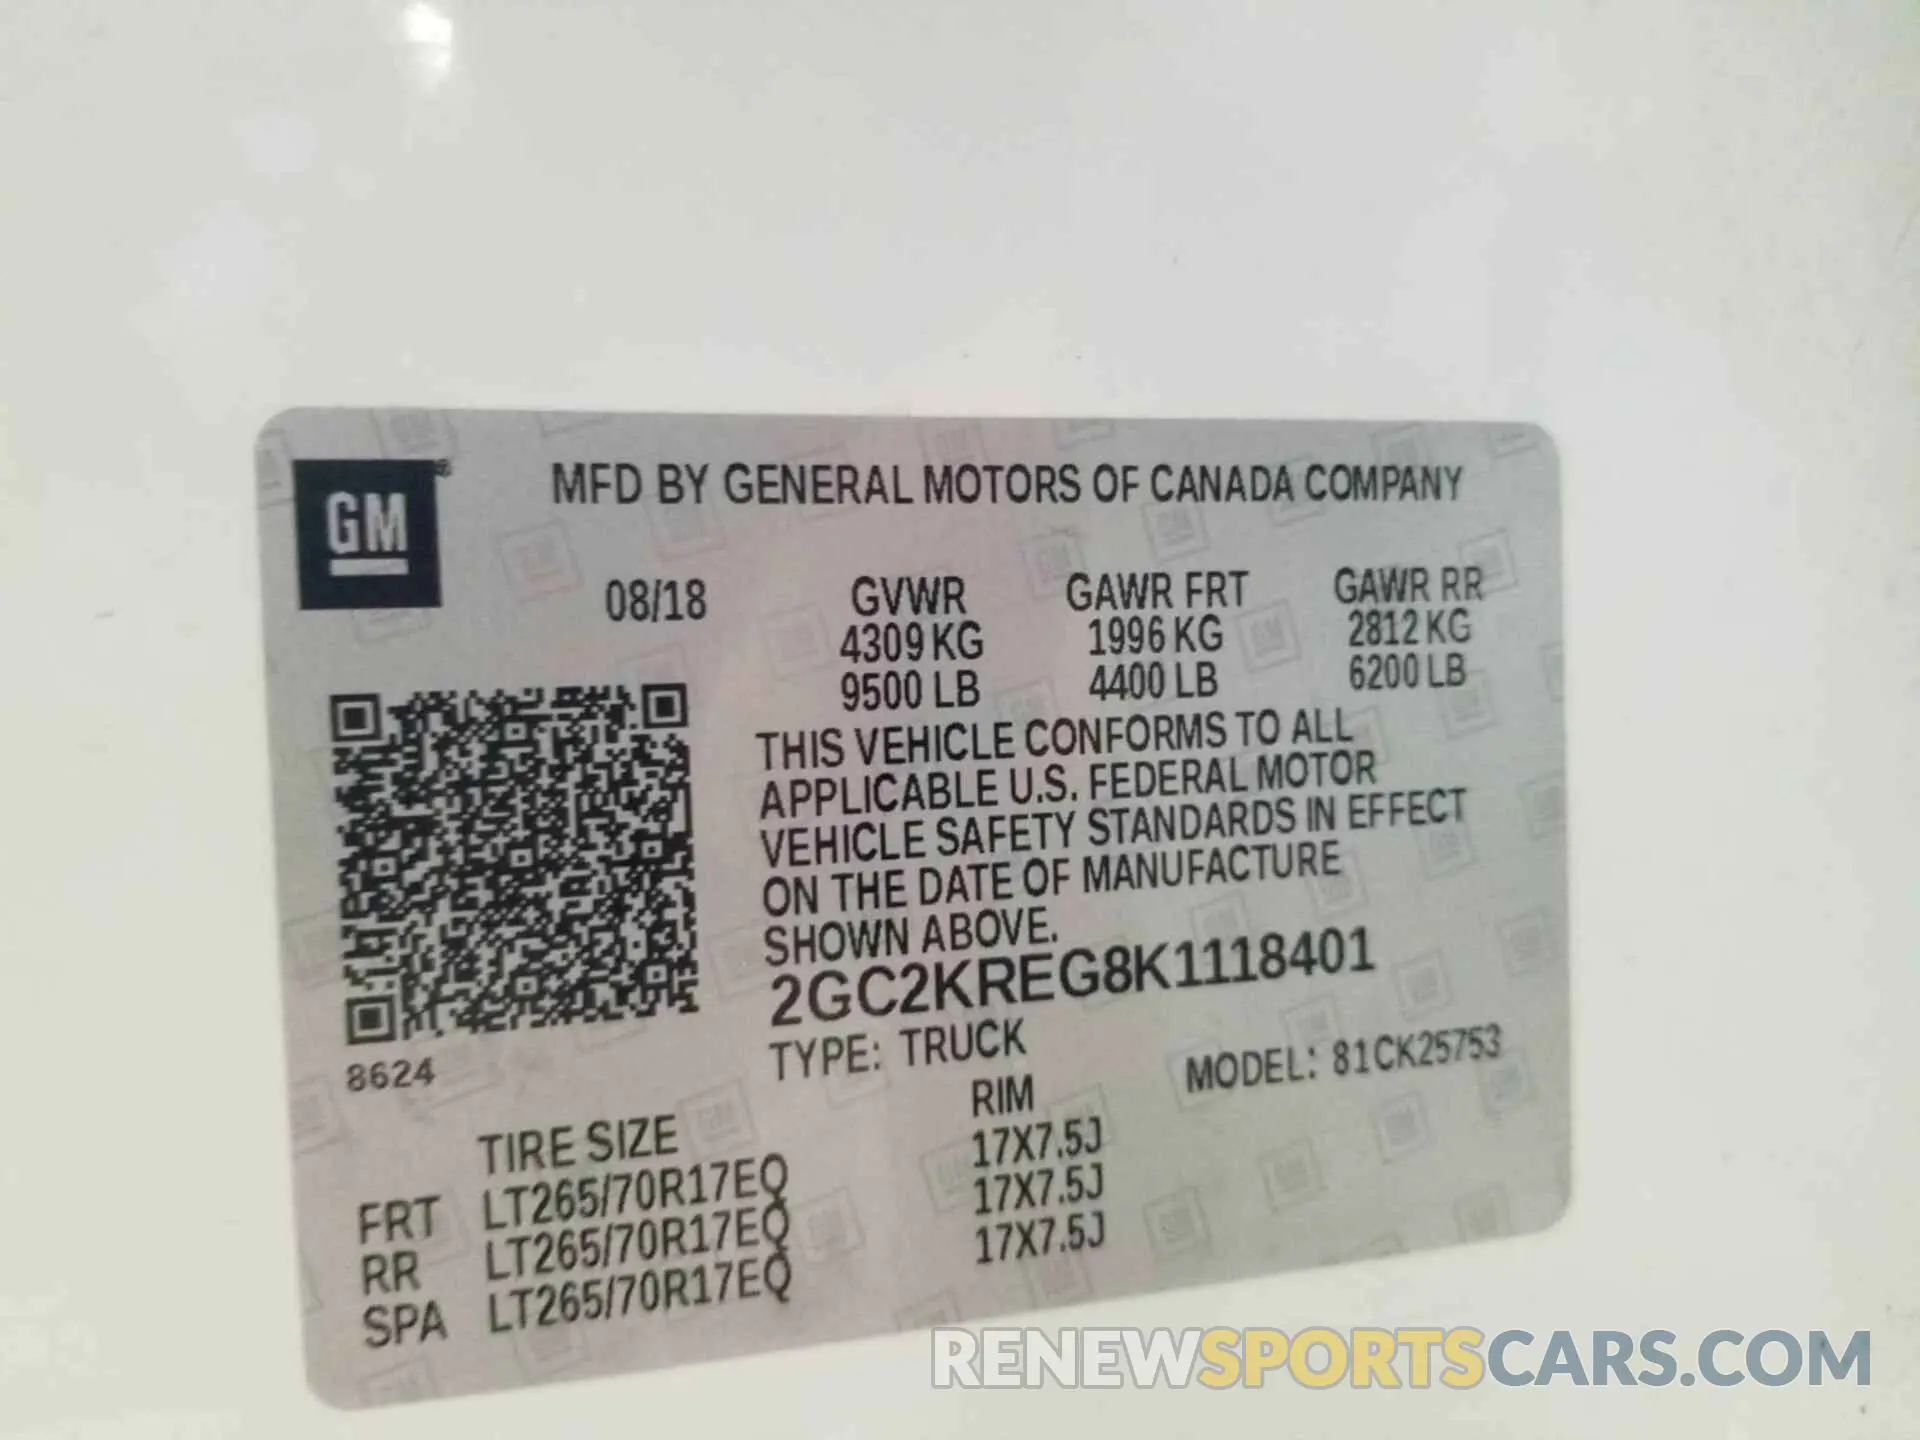 GM®
MFD BY GENERAL MOTORS OF CANADA COMPANY
08/18 GVWR GAWR FRT GAWR RR
4309 KG 1996 KG 2812 KG
9500 LB 4400 LB 6200 LB
THIS VEHICLE CONFORMS TO ALL
APPLICABLE U.S. FEDERAL MOTOR
VEHICLE SAFETY STANDARDS IN EFFECT
ON THE DATE OF MANUFACTURE
SHOWN ABOVE.
2GC2KREG8K1118401
8624
TYPE: TRUCK MODEL: 81CK25753
TIRE SIZE RIM
FRT LT265/70R17EQ 17X7.5J
RR LT265/70R17EQ 17X7.5J
SPA LT265/70R17EQ 17X7.5J
RENEWSPORTSCARS.COM